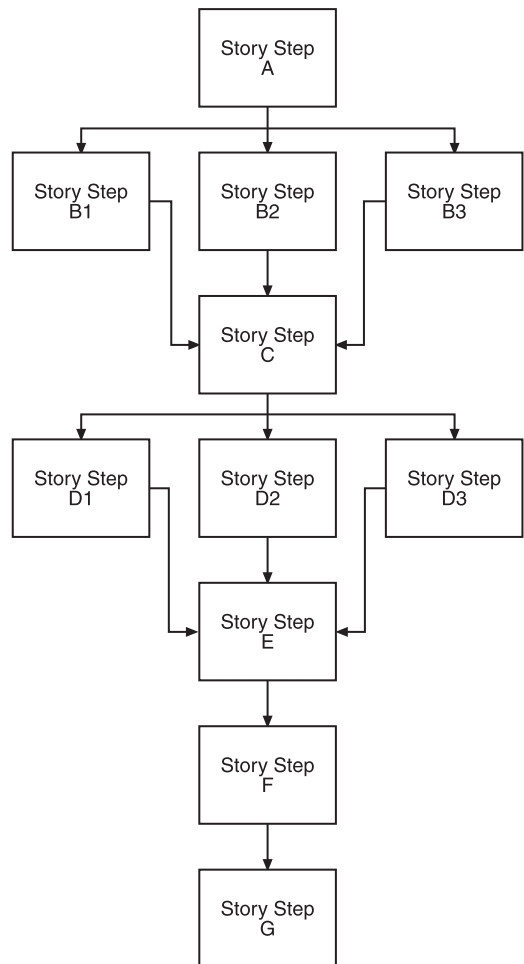 Story Step
A
Story Step
B1
Story Step
B2
Story Step
B3
Story Step
C
Story Step
D1
Story Step
D2
Story Step
D3
Story Step
E
Story Step
F
Story Step
G